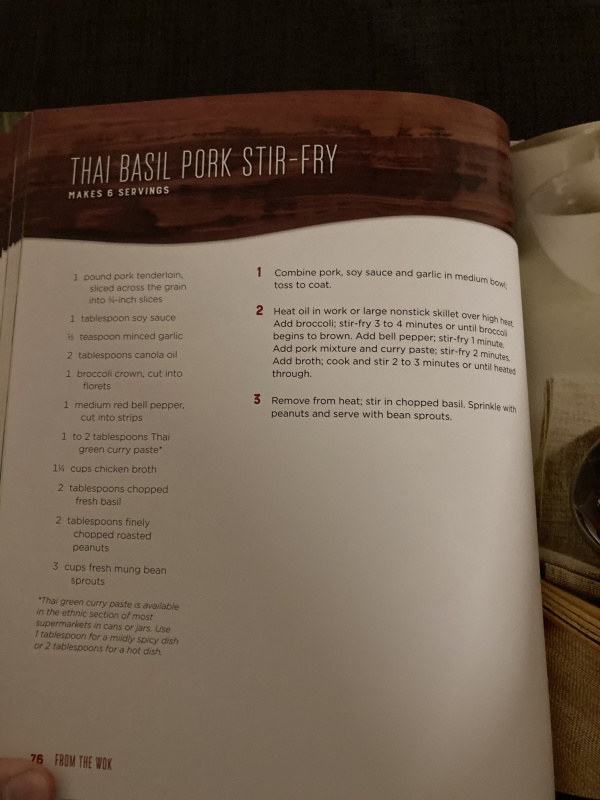 THAI BASIL PORK STIR-FRY
MAKES 6 SERVINGS
1 pound pork tenderloin,
sliced across the grain
into ¼-inch slices
1 tablespoon soy sauce
½ teaspoon minced garlic
2 tablespoons canola oil
1 broccoli crown, cut into
florets
1 medium red bell pepper,
cut into strips
1 to 2 tablespoons Thai
green curry paste*
1¼ cups chicken broth
2 tablespoons chopped
fresh basil
2 tablespoons finely
chopped roasted
peanuts
3 cups fresh mung bean
sprouts
*Thai green curry paste is available
in the ethnic section of most
supermarkets in cans or jars. Use
1 tablespoon for a mildly spicy dish
or 2 tablespoons for a hot dish.
1 Combine pork, soy sauce and garlic in medium bowl;
toss to coat.
2 Heat oil in work or large nonstick skillet over high heat.
Add broccoli; stir-fry 3 to 4 minutes or until broccoli
begins to brown. Add bell pepper; stir-fry 1 minute.
Add pork mixture and curry paste; stir-fry 2 minutes.
Add broth; cook and stir 2 to 3 minutes or until heated
through.
3 Remove from heat; stir in chopped basil. Sprinkle with
peanuts and serve with bean sprouts.
76 FROM THE WOK